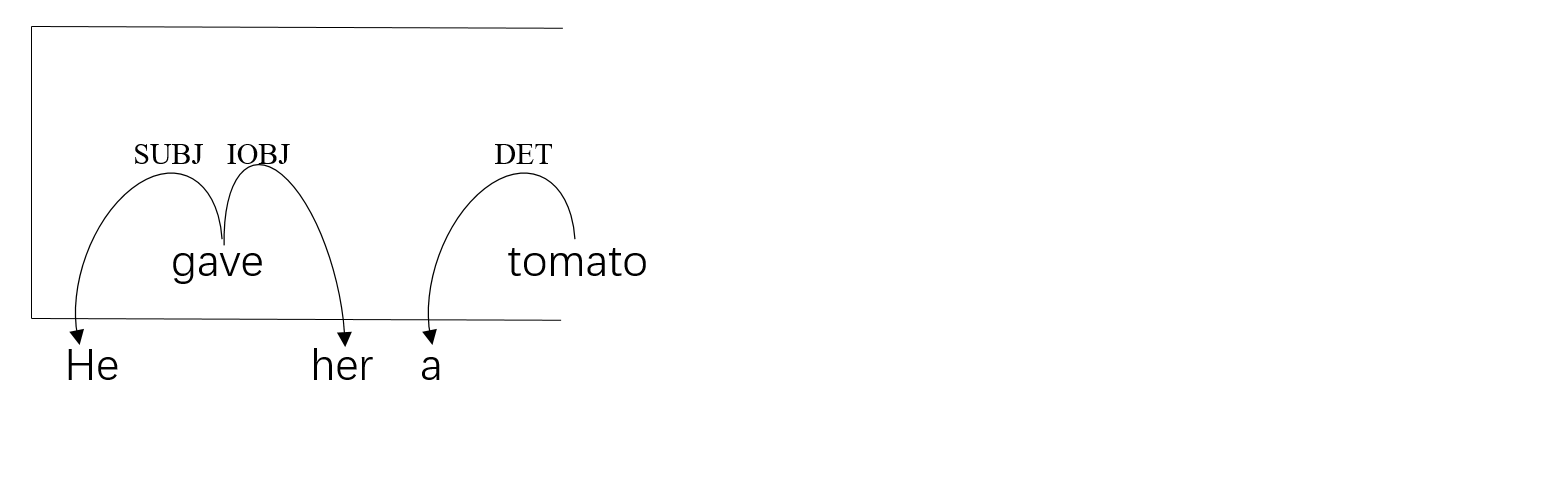 SUBJ IOBJ DET
gave tomato
He her a